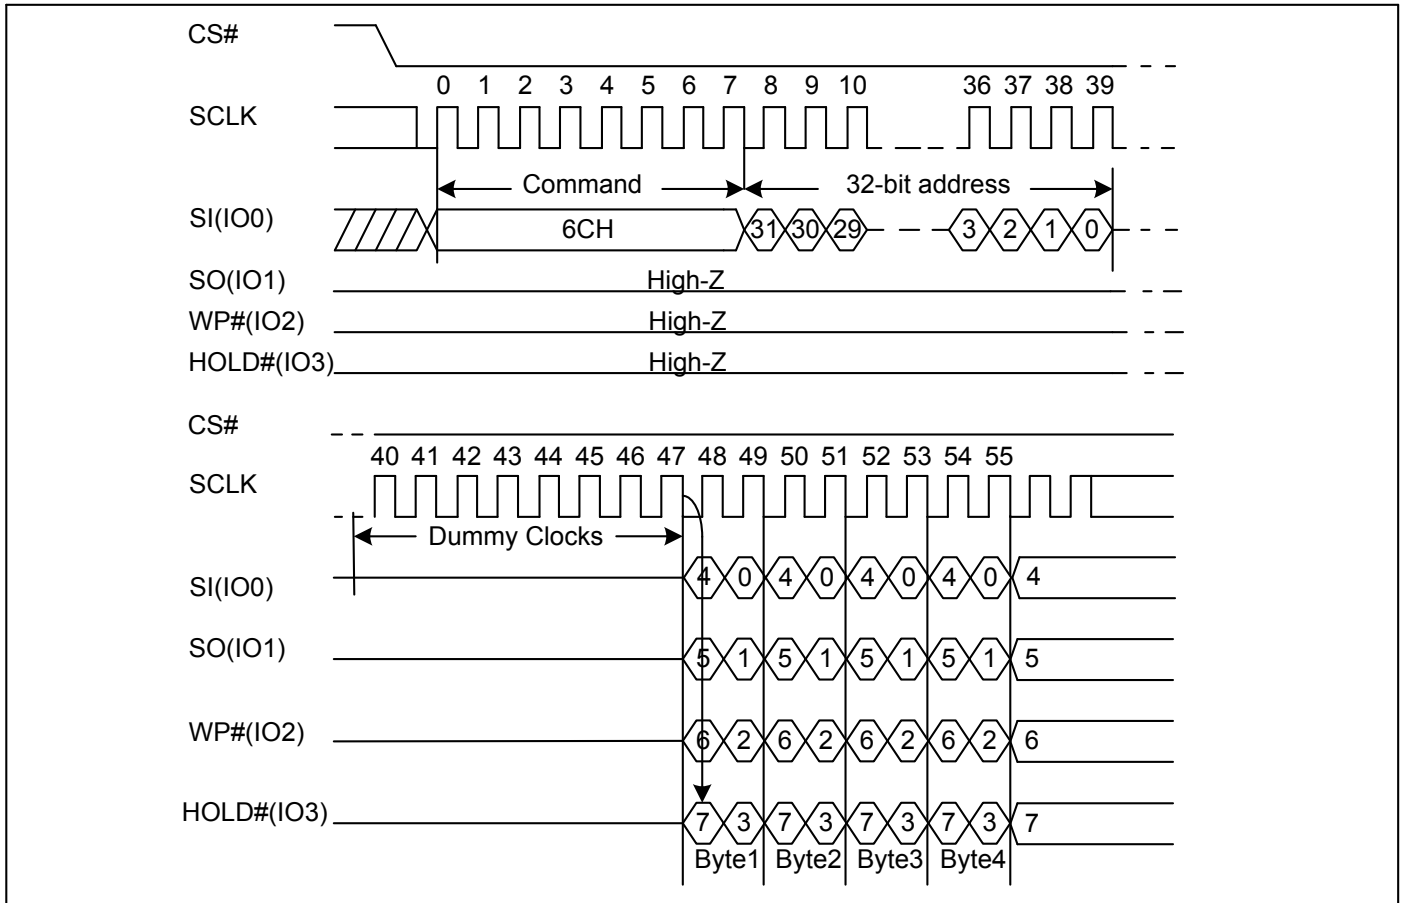 CS#
0 1 2 3 4 5 6 7 8 9 10 36 37 38 39
SCLK
Command 32-bit address
SI(IO0) 6CH 31 30 29 3 2 1 0
SO(IO1) High-Z
WP#(IO2) High-Z
HOLD#(IO3) High-Z
CS#
40 41 42 43 44 45 46 47 48 49 50 51 52 53 54 55
SCLK
Dummy Clocks
SI(IO0) 4 0 4 0 4 0 4 0 4
SO(IO1) 5 1 5 1 5 1 5 1 5
WP#(IO2) 6 2 6 2 6 2 6 2 6
HOLD#(IO3) 7 3 7 3 7 3 7 3 7
Byte1 Byte2 Byte3 Byte4